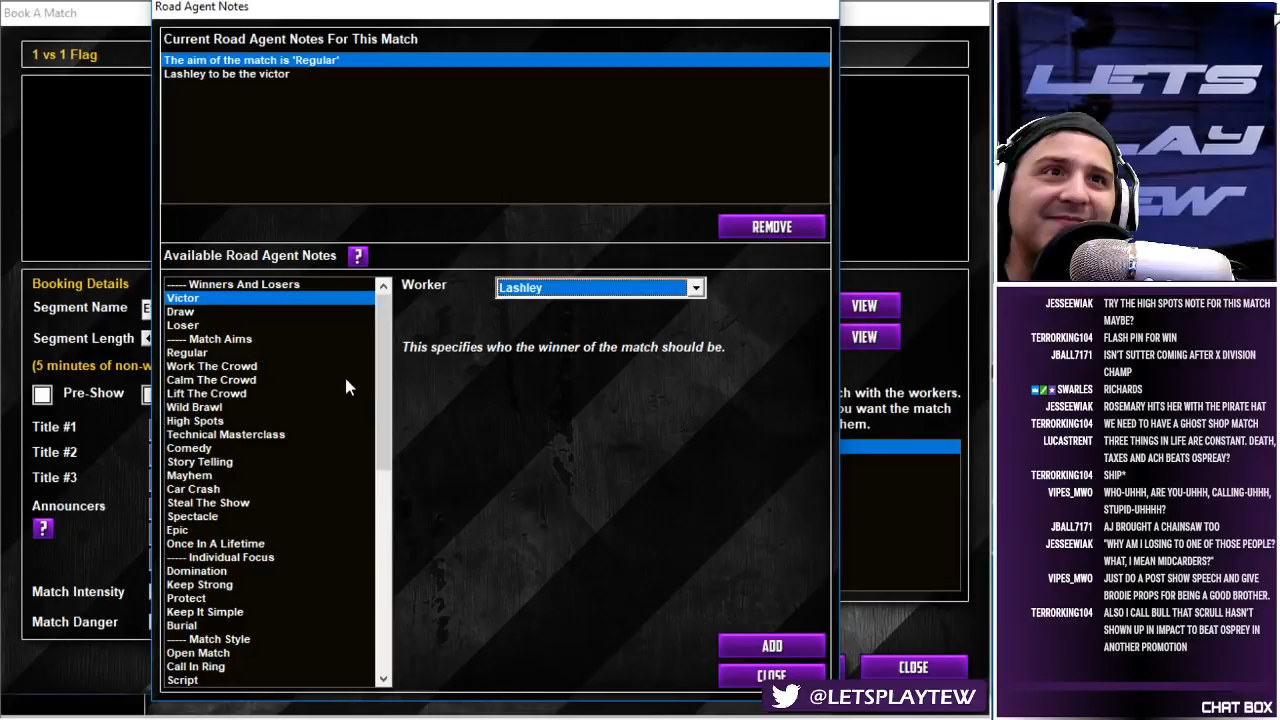 Book A Match
Road Agent Notes
1 vs 1 Flag
Current Road Agent Notes For This Match
The aim of the match is 'Regular'
Lashley to be the victor
REMOVE
Available Road Agent Notes ?
----- Winners And Losers
Victor
Draw
Loser
----- Match Aims
Regular
Work The Crowd
Calm The Crowd
Lift The Crowd
Wild Brawl
High Spots
Technical Masterclass
Comedy
Story Telling
Mayhem
Car Crash
Steal The Show
Spectacle
Epic
Once In A Lifetime
----- Individual Focus
Domination
Keep Strong
Protect
Keep It Simple
Burial
----- Match Style
Open Match
Call In Ring
Script
Worker Lashley
This specifies who the winner of the match should be.
ADD
CLOSE
Booking Details
Segment Name E
Segment Length
(5 minutes of non-w
Pre-Show
Title #1
Title #2
Title #3
Announcers
?
Match Intensity
Match Danger
VIEW
VIEW
ch with the workers.
ou want the match
em.
CLOSE
@LETSPLAYTEW
LETS
PLAY
TEW
JESSEEWIAK TRY THE HIGH SPOTS NOTE FOR THIS MATCH
MAYBE?
TERRORKING104 FLASH PIN FOR WIN
JBALL7171 ISN'T SUTTER COMING AFTER X DIVISION
CHAMP
SWARLES RICHARDS
JESSEEWIAK ROSEMARY HITS HER WITH THE PIRATE HAT
TERRORKING104 WE NEED TO HAVE A GHOST SHOP MATCH
LUCASTRENT THREE THINGS IN LIFE ARE CONSTANT. DEATH,
TAXES AND ACH BEATS OSPREAY?
TERRORKING104 SHIP*
VIPES_MWO WHO-UHHH, ARE YOU-UHHH, CALLING-UHHH,
STUPID-UHHHH?
JBALL7171 AJ BROUGHT A CHAINSAW TOO
JESSEEWIAK "WHY AM I LOSING TO ONE OF THOSE PEOPLE?
WHAT, I MEAN MIDCARDERS?"
VIPES_MWO JUST DO A POST SHOW SPEECH AND GIVE
BRODIE PROPS FOR BEING A GOOD BROTHER.
TERRORKING104 ALSO I CALL BULL THAT SCRULL HASN'T
SHOWN UP IN IMPACT TO BEAT OSPREY IN
ANOTHER PROMOTION
CHAT BOX